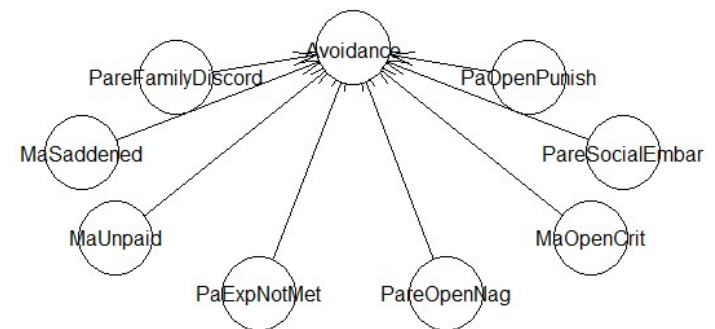 Avoidance
PareFamilyDiscord
PaOpenPunish
MaSaddened
PareSocialEmbar
MaUnpaid
MaOpenCrit
PaExpNotMet
PareOpenNag